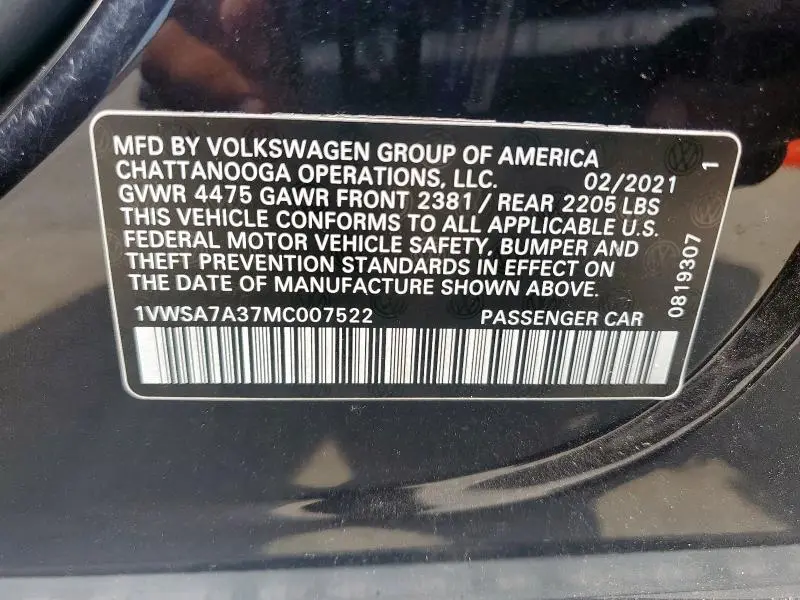 MFD BY VOLKSWAGEN GROUP OF AMERICA
CHATTANOOGA OPERATIONS, LLC. 02/2021
GVWR 4475 GAWR FRONT 2381 / REAR 2205 LBS
THIS VEHICLE CONFORMS TO ALL APPLICABLE U.S.
FEDERAL MOTOR VEHICLE SAFETY, BUMPER AND
THEFT PREVENTION STANDARDS IN EFFECT ON
THE DATE OF MANUFACTURE SHOWN ABOVE.
1VWSA7A37MC007522 PASSENGER CAR
0819307 1